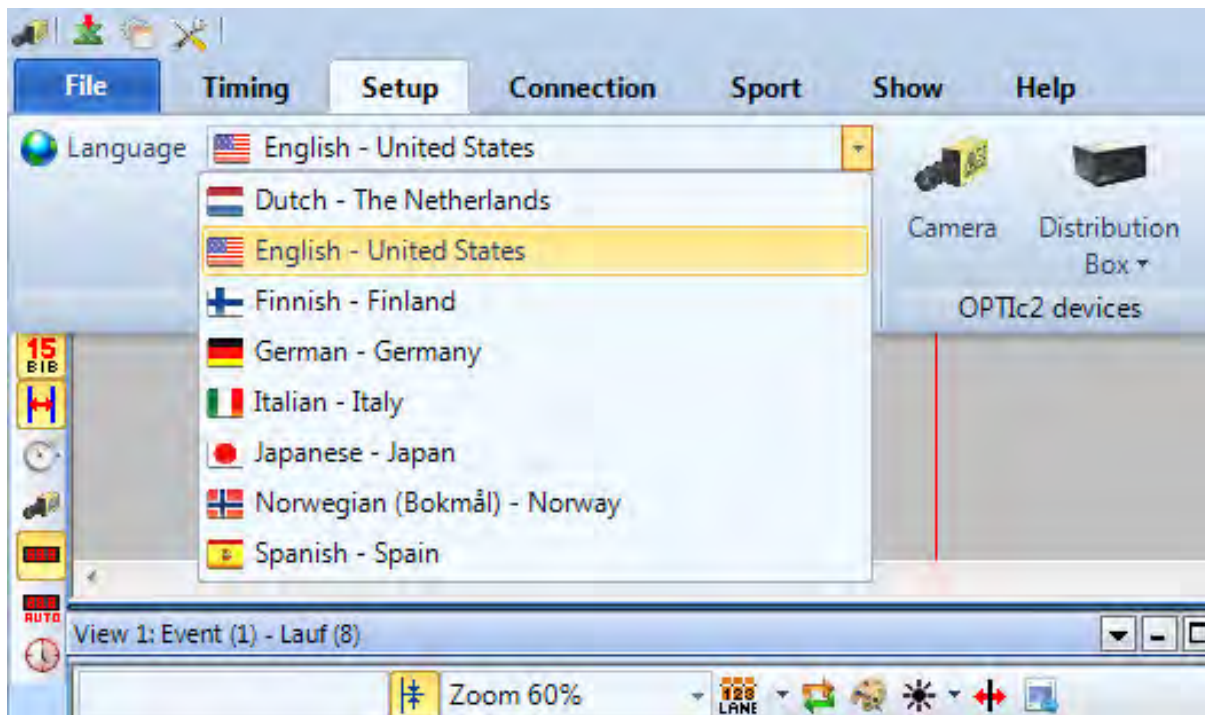 File Timing Setup Connection Sport Show Help
Language English - United States
Dutch - The Netherlands
English - United States
Finnish - Finland
German - Germany
Italian - Italy
Japanese - Japan
Norwegian (Bokmål) - Norway
Spanish - Spain
Camera
Distribution
Box
OPTIc2 devices
15
BIB
AUTO
View 1: Event (1) - Lauf (8)
Zoom 60%
123
LANE